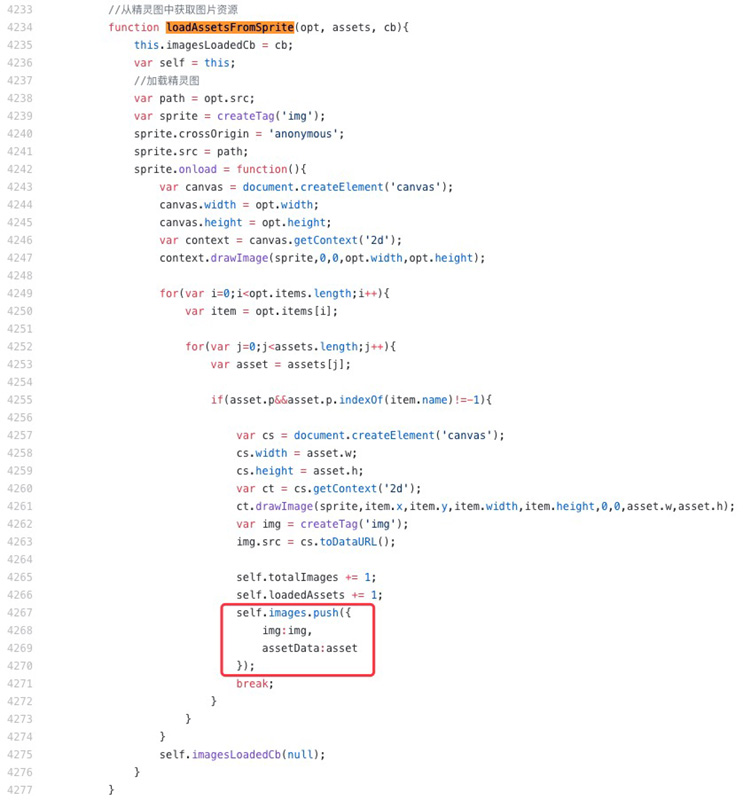 4233 //从精灵图中获取图片资源
4234 function loadAssetsFromSprite(opt, assets, cb){
4235 this.imagesLoadedCb = cb;
4236 var self = this;
4237 //加载精灵图
4238 var path = opt.src;
4239 var sprite = createTag('img');
4240 sprite.crossOrigin = 'anonymous';
4241 sprite.src = path;
4242 sprite.onload = function(){
4243 var canvas = document.createElement('canvas');
4244 canvas.width = opt.width;
4245 canvas.height = opt.height;
4246 var context = canvas.getContext('2d');
4247 context.drawImage(sprite,0,0,opt.width,opt.height);
4248
4249 for(var i=0;i<opt.items.length;i++){
4250 var item = opt.items[i];
4251
4252 for(var j=0;j<assets.length;j++){
4253 var asset = assets[j];
4254
4255 if(asset.p&&asset.p.indexOf(item.name)!=-1){
4256
4257 var cs = document.createElement('canvas');
4258 cs.width = asset.w;
4259 cs.height = asset.h;
4260 var ct = cs.getContext('2d');
4261 ct.drawImage(sprite,item.x,item.y,item.width,item.height,0,0,asset.w,asset.h);
4262 var img = createTag('img');
4263 img.src = cs.toDataURL();
4264
4265 self.totalImages += 1;
4266 self.loadedAssets += 1;
4267 self.images.push({
4268 img:img,
4269 assetData:asset
4270 });
4271 break;
4272 }
4273 }
4274 }
4275 self.imagesLoadedCb(null);
4276 }
4277 }